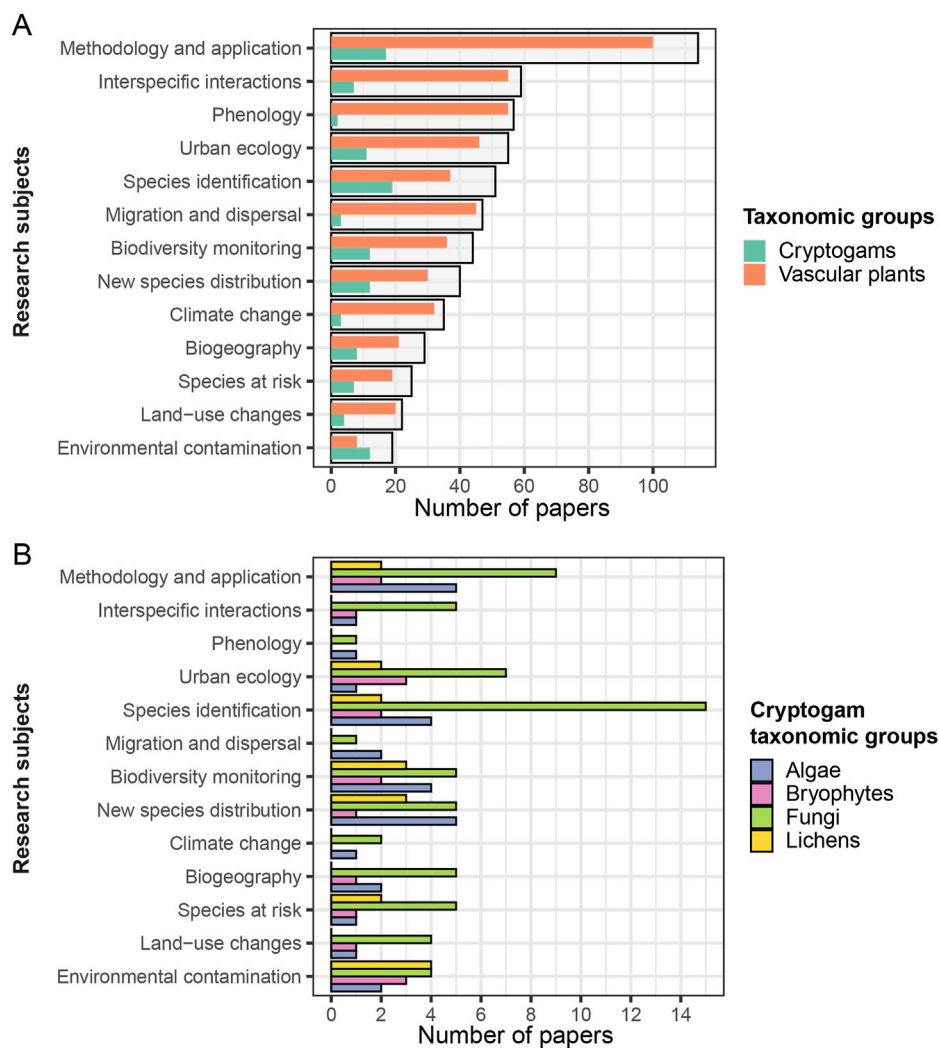 A
Methodology and application
Interspecific interactions
Phenology
Urban ecology
Species identification
Migration and dispersal
Biodiversity monitoring
New species distribution
Climate change
Biogeography
Species at risk
Land−use changes
Environmental contamination
Research subjects
0 20 40 60 80 100
Number of papers
Taxonomic groups
Cryptogams
Vascular plants
B
Methodology and application
Interspecific interactions
Phenology
Urban ecology
Species identification
Migration and dispersal
Biodiversity monitoring
New species distribution
Climate change
Biogeography
Species at risk
Land−use changes
Environmental contamination
Research subjects
0 2 4 6 8 10 12 14
Number of papers
Cryptogam
taxonomic groups
Algae
Bryophytes
Fungi
Lichens